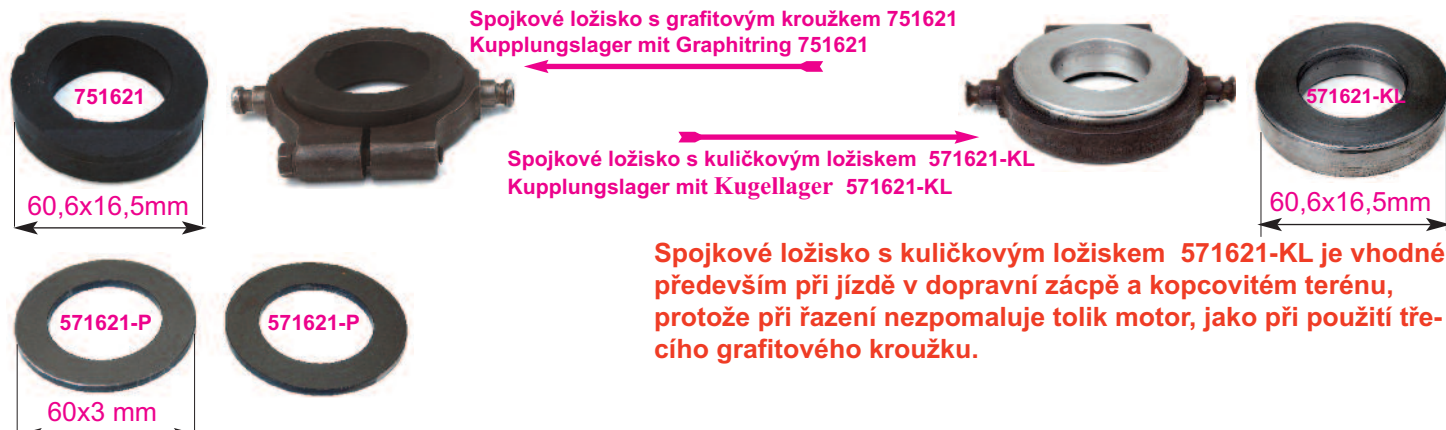 Spojkové ložisko s grafitovým kroužkem 751621
Kupplungslager mit Graphitring 751621
751621
571621-KL
Spojkové ložisko s kuličkovým ložiskem 571621-KL
Kupplungslager mit Kugellager 571621-KL
60,6x16,5mm
60,6x16,5mm
Spojkové ložisko s kuličkovým ložiskem 571621-KL je vhodné
především při jízdě v dopravní zácpě a kopcovitém terénu,
protože při řazení nezpomaluje tolik motor, jako při použití tře-
cího grafitového kroužku.
571621-P
571621-P
60x3 mm